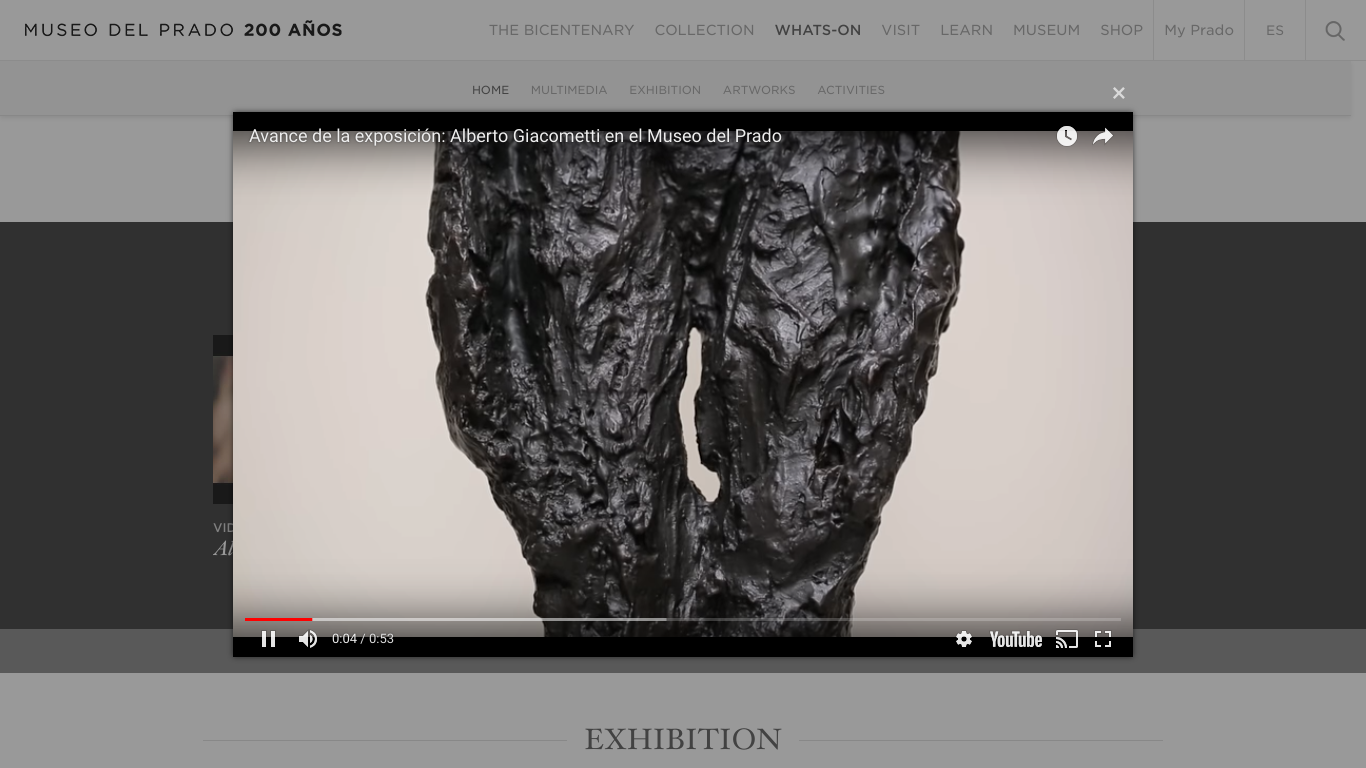 MUSEO DEL PRADO 200 AÑOS
THE BICENTENARY COLLECTION WHATS-ON VISIT LEARN MUSEUM SHOP My Prado ES
HOME MULTIMEDIA EXHIBITION ARTWORKS ACTIVITIES
Avance de la exposición: Alberto Giacometti en el Museo del Prado
VID
Al
0:04 / 0:53
YouTube
EXHIBITION